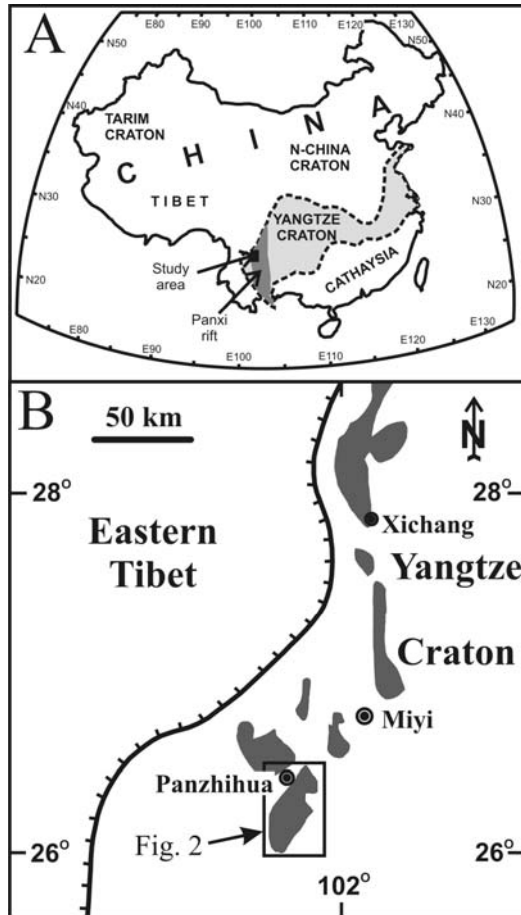 A
E80 E90 E100 E110 E120 E130
N50
N50
N40
N40
TARIM
CRATON
CHINA
N-CHINA
CRATON
N30
N30
TIBET
YANGTZE
CRATON
Study
area
CATHAYSIA
N20
N20
Panxi
rift
E80
E90
E100
E110
E120
E130
B
50 km
N
28°
28°
Xichang
Eastern
Tibet
Yangtze
Craton
Miyi
Panzhihua
Fig. 2
26°
26°
102°